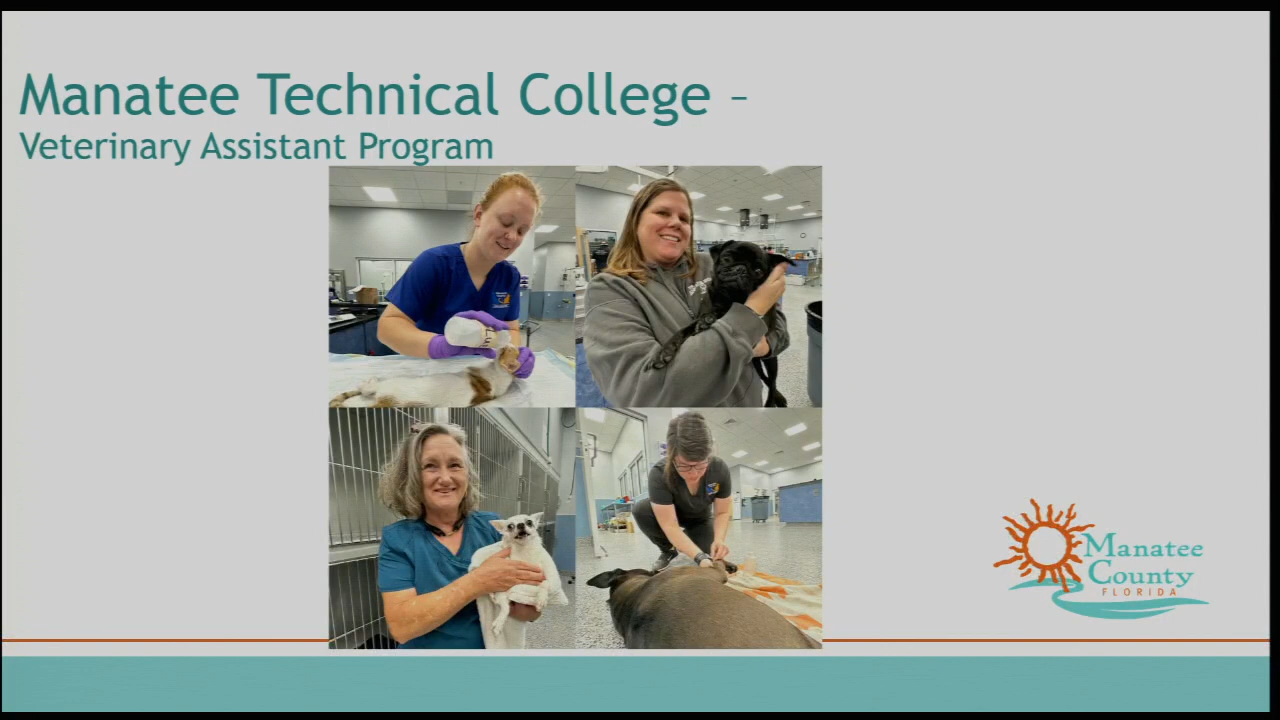 Manatee Technical College –
Veterinary Assistant Program
Manatee
County
FLORIDA